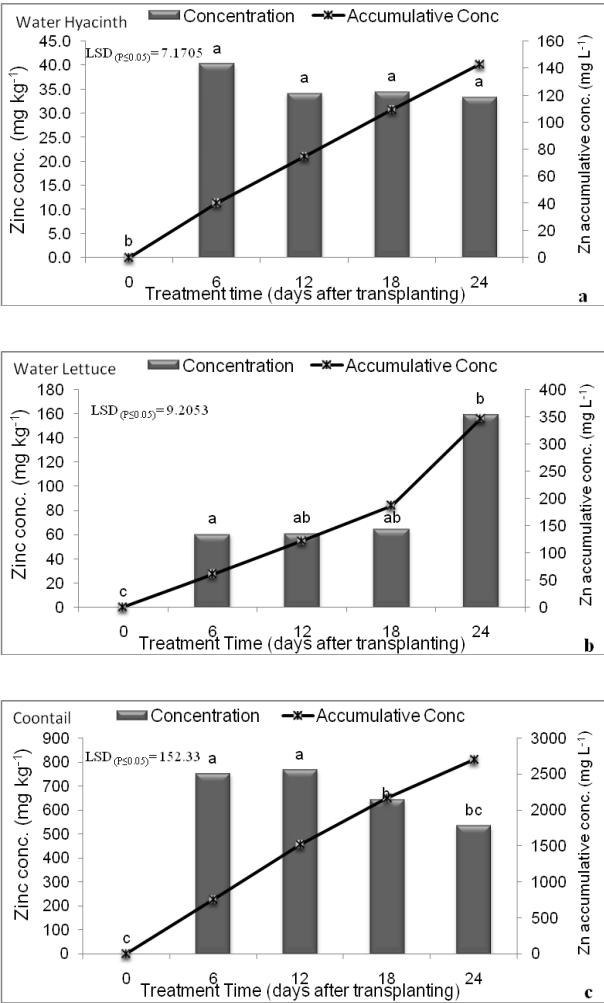 Water Hyacinth
Concentration Accumulative Conc
LSD(P≤0.05)=7.1705
Zinc conc. (mg kg-1)
45.0
40.0
35.0
30.0
25.0
20.0
15.0
10.0
5.0
0.0
b a a a a
160
140
120
100
80
60
40
20
0
Zn accumulative conc. (mg L-1)
0 6 12 18 24
Treatment time (days after transplanting)
a
Water Lettuce
Concentration Accumulative Conc
LSD(P≤0.05)=9.2053
Zinc conc. (mg kg-1)
180
160
140
120
100
80
60
40
20
0
c a ab ab b
400
350
300
250
200
150
100
50
0
Zn accumulative conc. (mg L-1)
0 6 12 18 24
Treatment Time (days after transplanting)
b
Coontail
Concentration Accumulative Conc
LSD(P≤0.05)=152.33
Zinc conc. (mg kg-1)
900
800
700
600
500
400
300
200
100
0
c a a b bc
3000
2500
2000
1500
1000
500
0
Zn accumulative conc. (mg L-1)
0 6 12 18 24
Treatment Time (days after transplanting)
c